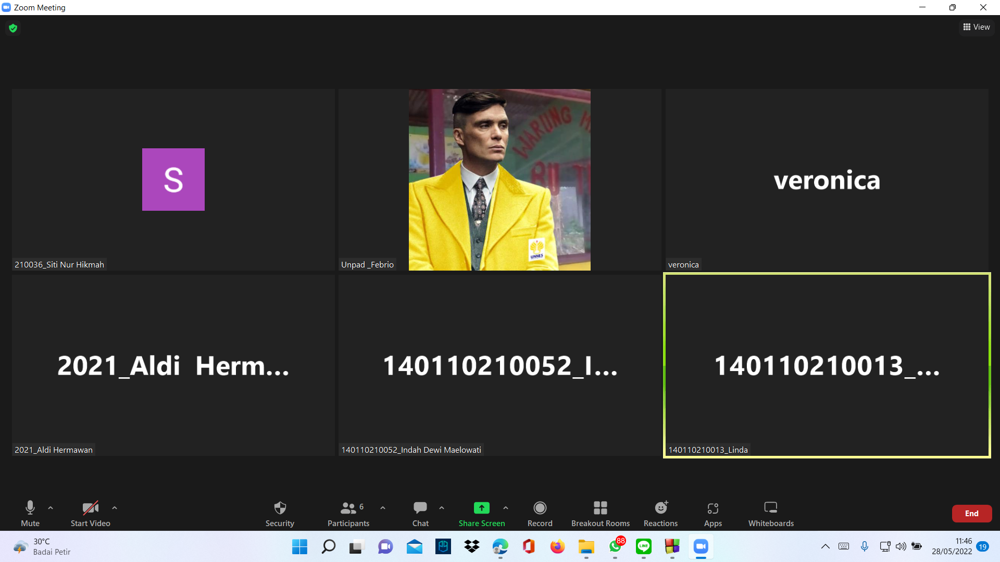 Zoom Meeting
View
S
210036_Siti Nur Hikmah
WARUNG M
BU T
UNNES
Unpad _Febrio
veronica
veronica
2021_Aldi Herm...
2021_Aldi Hermawan
140110210052_I...
140110210052_Indah Dewi Maelowati
140110210013_...
140110210013_Linda
Mute
Start Video
Security
6
Participants
Chat
Share Screen
Record
Breakout Rooms
Reactions
Apps
Whiteboards
End
30°C
Badai Petir
88
LINE
11:46
28/05/2022
19